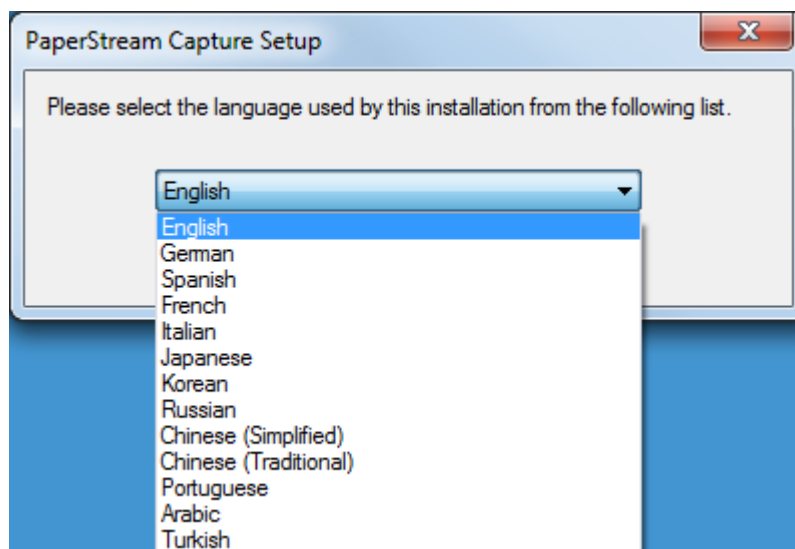 PaperStream Capture Setup
Please select the language used by this installation from the following list.
English
English
German
Spanish
French
Italian
Japanese
Korean
Russian
Chinese (Simplified)
Chinese (Traditional)
Portuguese
Arabic
Turkish